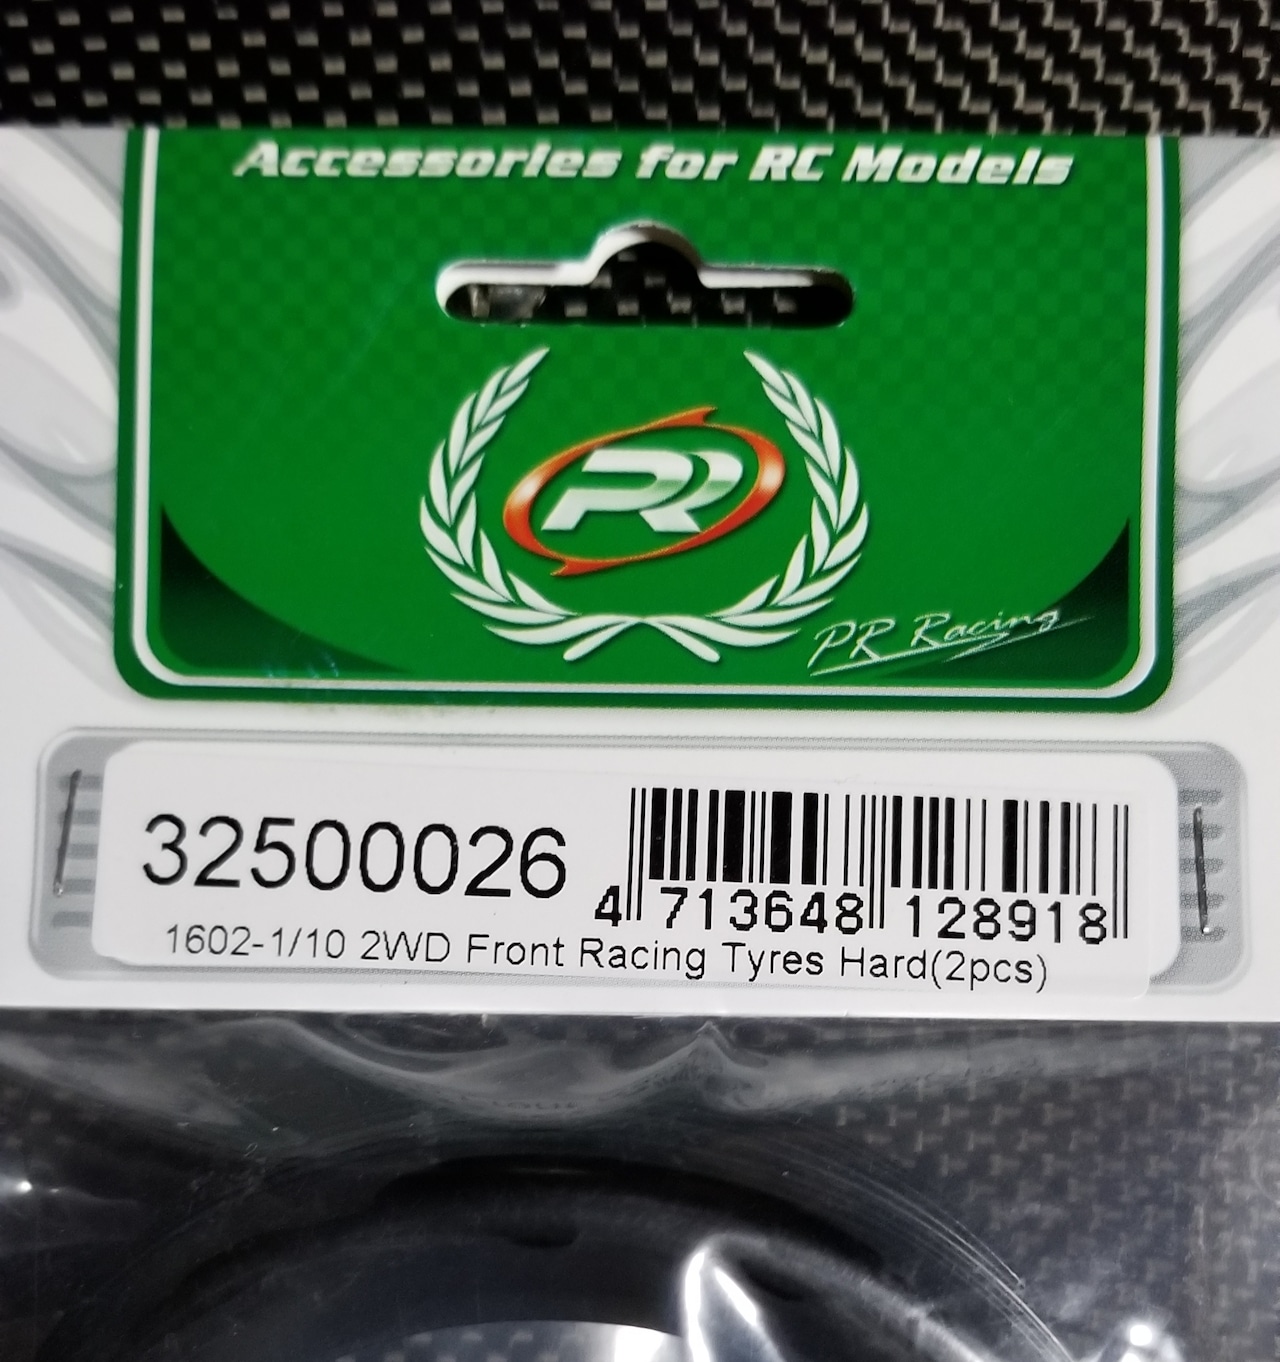 Accessories for RC Models
PR
PR Racing
32500026
4 713648 128918
1602-1/10 2WD Front Racing Tyres Hard(2pcs)